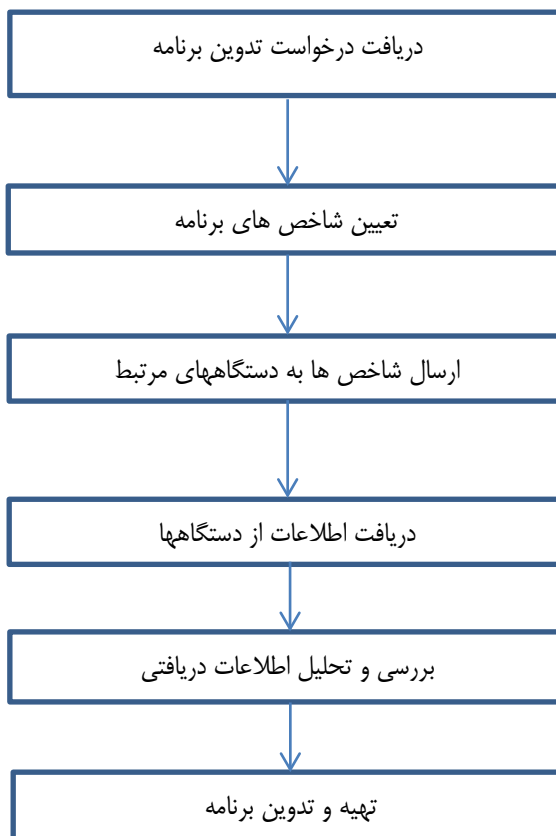 دریافت درخواست تدوین برنامه
تعیین شاخص های برنامه
ارسال شاخص ها به دستگاههای مرتبط
دریافت اطلاعات از دستگاهها
بررسی و تحلیل اطلاعات دریافتی
تهیه و تدوین برنامه